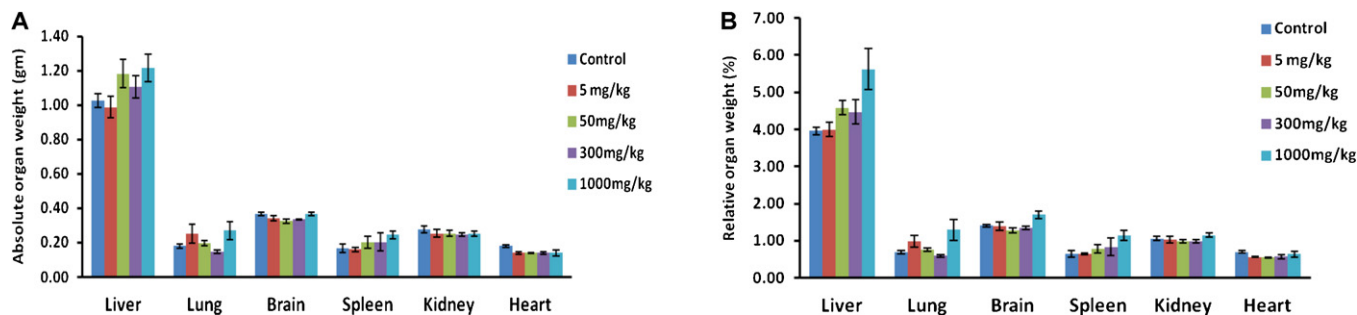 A
Absolute organ weight (gm)
1.40
1.20
1.00
0.80
0.60
0.40
0.20
0.00
Liver Lung Brain Spleen Kidney Heart
Control
5 mg/kg
50mg/kg
300mg/kg
1000mg/kg
B
Relative organ weight (%)
7.00
6.00
5.00
4.00
3.00
2.00
1.00
0.00
Liver Lung Brain Spleen Kidney Heart
Control
5 mg/kg
50mg/kg
300mg/kg
1000mg/kg